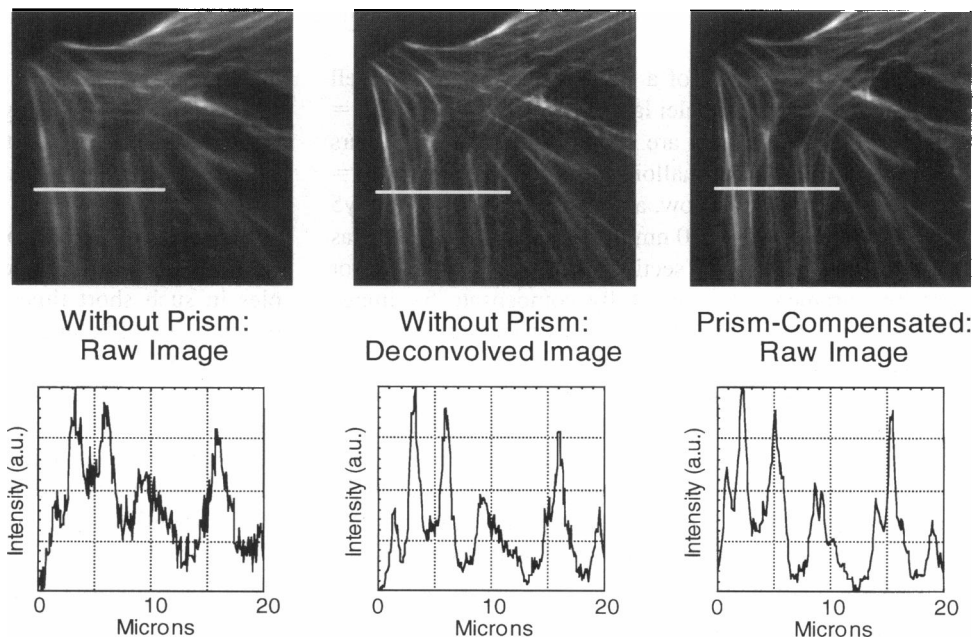 Without Prism:
Raw Image
Without Prism:
Deconvolved Image
Prism-Compensated:
Raw Image
Intensity (a.u.)
0 10 20
Microns
Intensity (a.u.)
0 10 20
Microns
Intensity (a.u.)
0 10 20
Microns